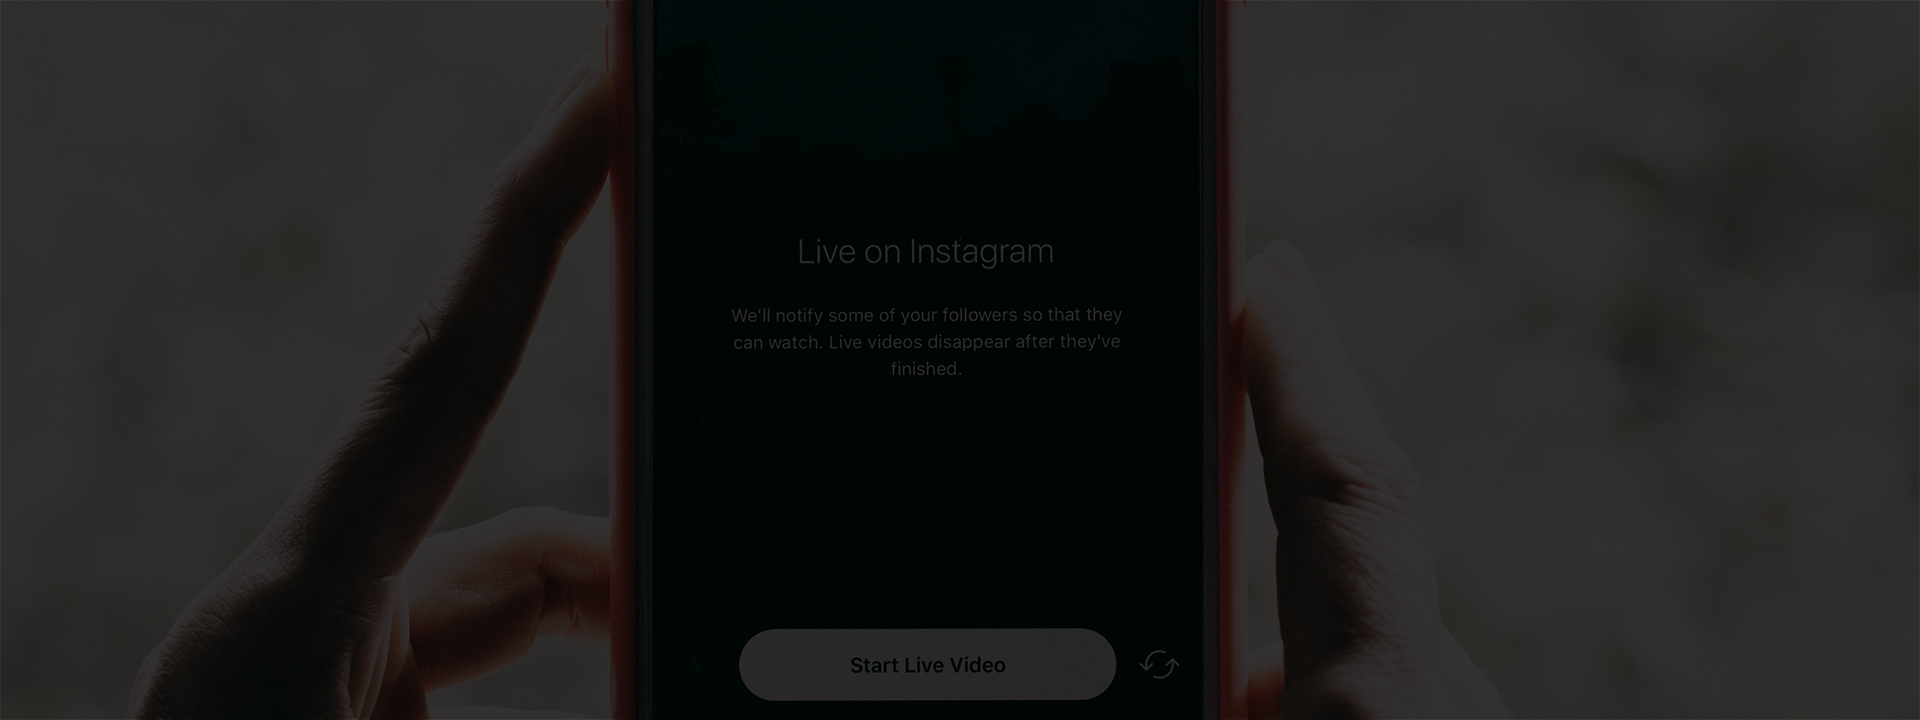 Live on Instagram
We'll notify some of your followers so that they
can watch. Live videos disappear after they've
finished.
Start Live Video